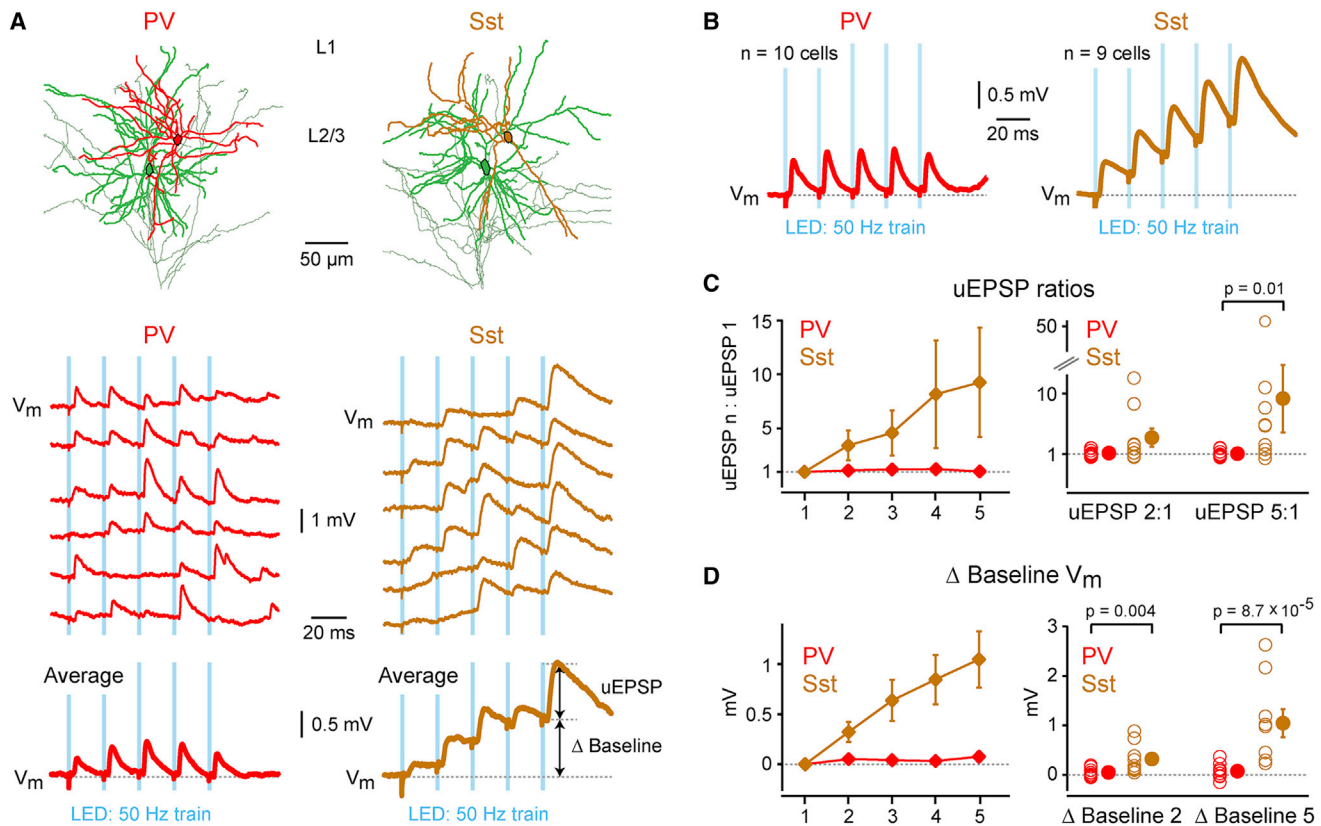 A
PV
Sst
L1
L2/3
50 µm
PV
Sst
Vm
Vm
1 mV
20 ms
Average
Average
uEPSP
0.5 mV
Δ Baseline
Vm
Vm
LED: 50 Hz train
LED: 50 Hz train
B
PV
Sst
n = 10 cells
n = 9 cells
0.5 mV
20 ms
Vm
Vm
LED: 50 Hz train
LED: 50 Hz train
C
uEPSP ratios
p = 0.01
uEPSP n : uEPSP 1
15
10
5
1
PV
Sst
1 2 3 4 5
50
10
1
PV
Sst
uEPSP 2:1
uEPSP 5:1
D
Δ Baseline Vm
p = 0.004
p = 8.7 × 10-5
mV
1
0.5
0
PV
Sst
1 2 3 4 5
mV
3
2
1
0
PV
Sst
Δ Baseline 2
Δ Baseline 5